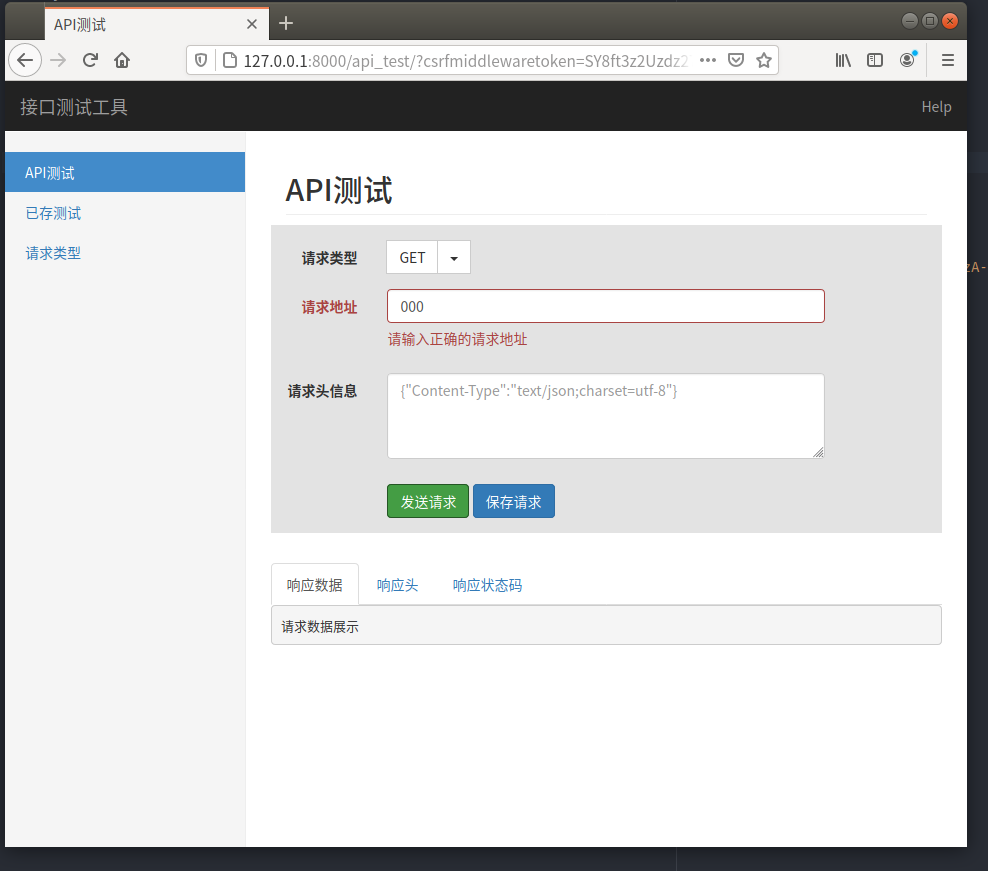 API测试
127.0.0.1:8000/api_test/?csrfmiddlewaretoken=SY8ft3z2Uzdz2
接口测试工具
Help
API测试
已存测试
请求类型
API测试
请求类型
GET
请求地址
000
请输入正确的请求地址
请求头信息
{"Content-Type":"text/json;charset=utf-8"}
发送请求
保存请求
响应数据
响应头
响应状态码
请求数据展示
zA-